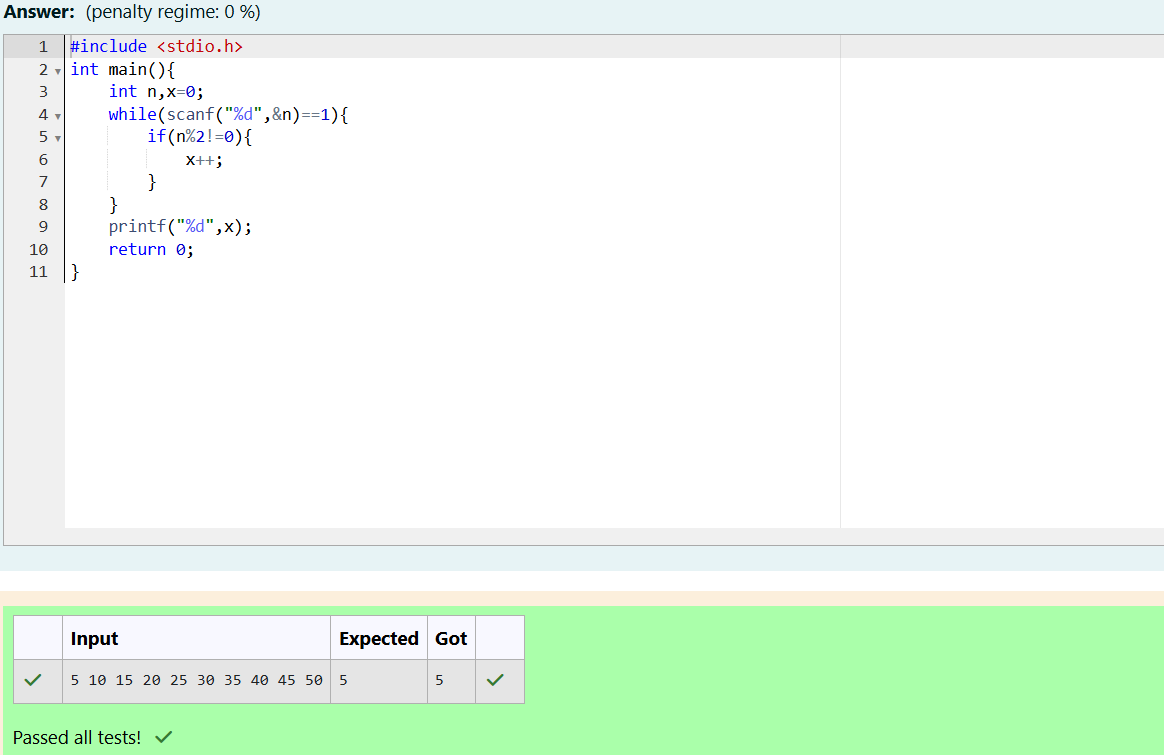 Answer: (penalty regime: 0 %)
1 #include <stdio.h>
2 int main(){
3     int n,x=0;
4     while(scanf("%d",&n)==1){
5         if(n%2!=0){
6             x++;
7         }
8     }
9     printf("%d",x);
10     return 0;
11 }
Input Expected Got
5 10 15 20 25 30 35 40 45 50 5 5
Passed all tests!